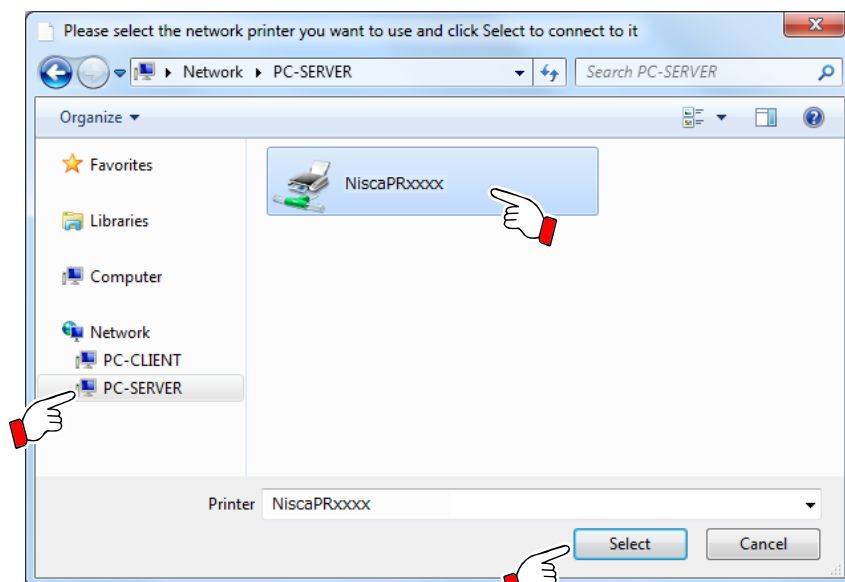 Please select the network printer you want to use and click Select to connect to it
Network PC-SERVER
Search PC-SERVER
Organize
Favorites
Libraries
Computer
Network
PC-CLIENT
PC-SERVER
NiscaPRxxxx
Printer NiscaPRxxxx
Select Cancel